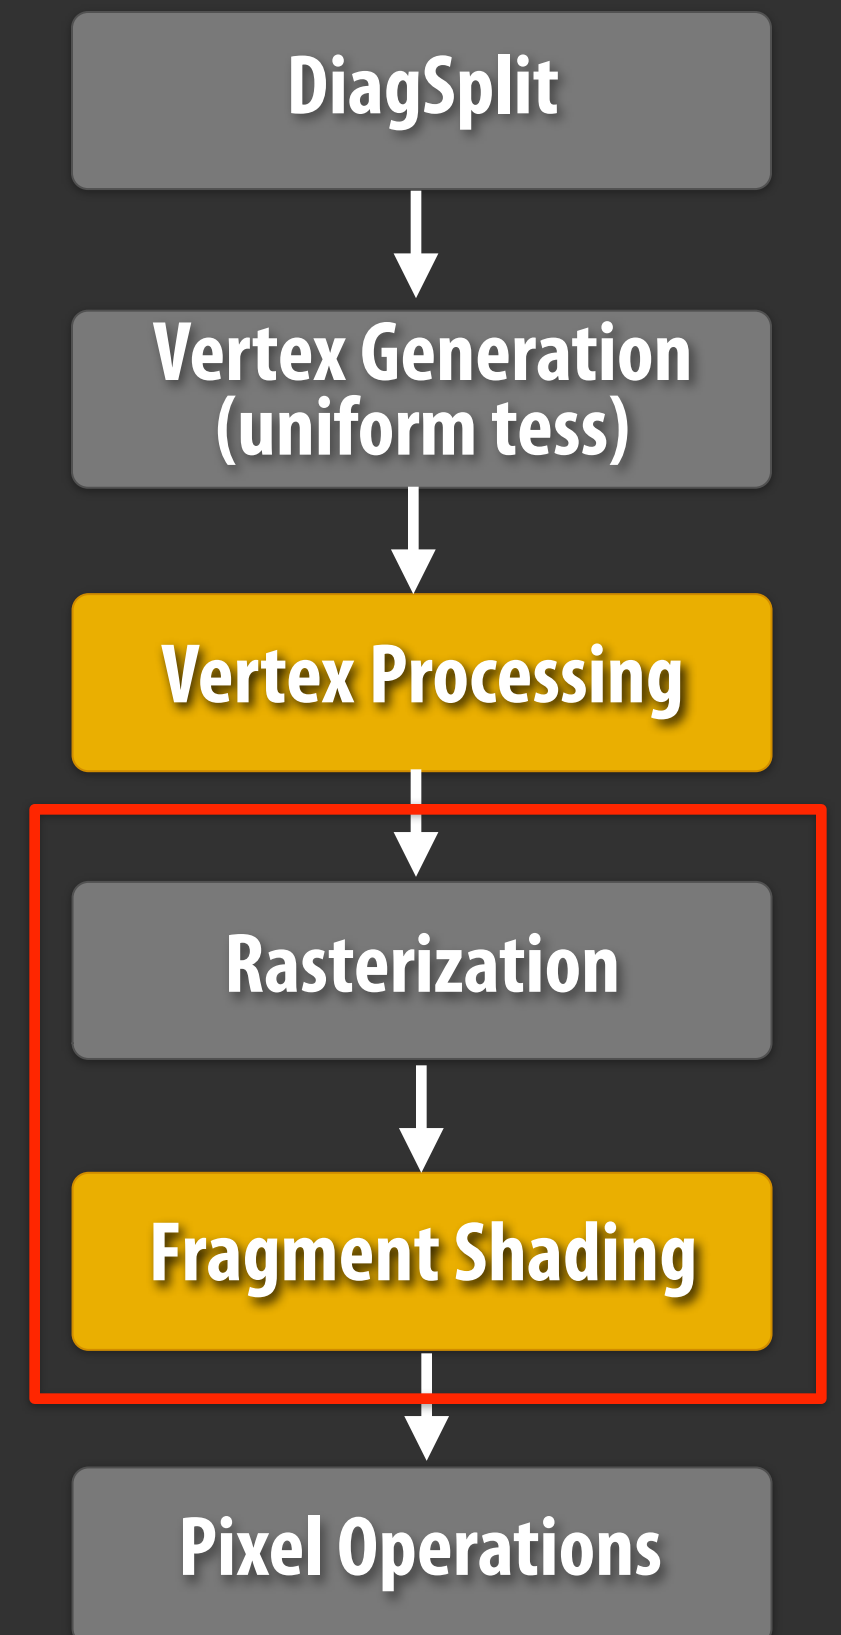 DiagSplit
Vertex Generation
(uniform tess)
Vertex Processing
Rasterization
Fragment Shading
Pixel Operations